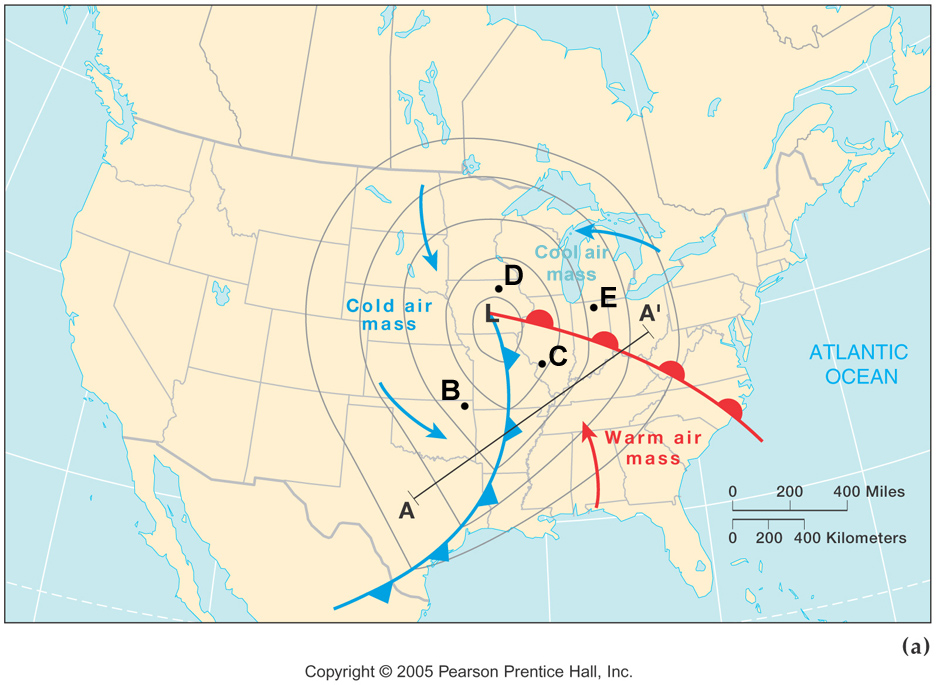 D
Cool air
mass
E
Cold air
mass
L
A'
C
ATLANTIC
OCEAN
B
Warm air
mass
A
0 200 400 Miles
0 200 400 Kilometers
(a)
Copyright © 2005 Pearson Prentice Hall, Inc.